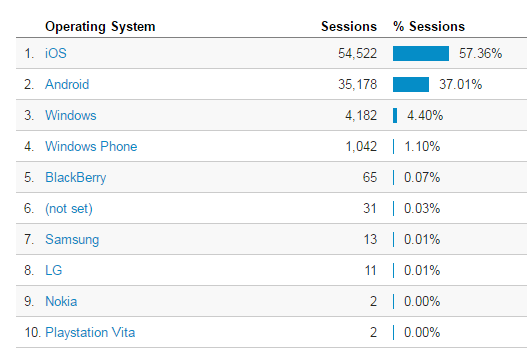 Operating System Sessions % Sessions
1. iOS 54,522 57.36%
2. Android 35,178 37.01%
3. Windows 4,182 4.40%
4. Windows Phone 1,042 1.10%
5. BlackBerry 65 0.07%
6. (not set) 31 0.03%
7. Samsung 13 0.01%
8. LG 11 0.01%
9. Nokia 2 0.00%
10. Playstation Vita 2 0.00%